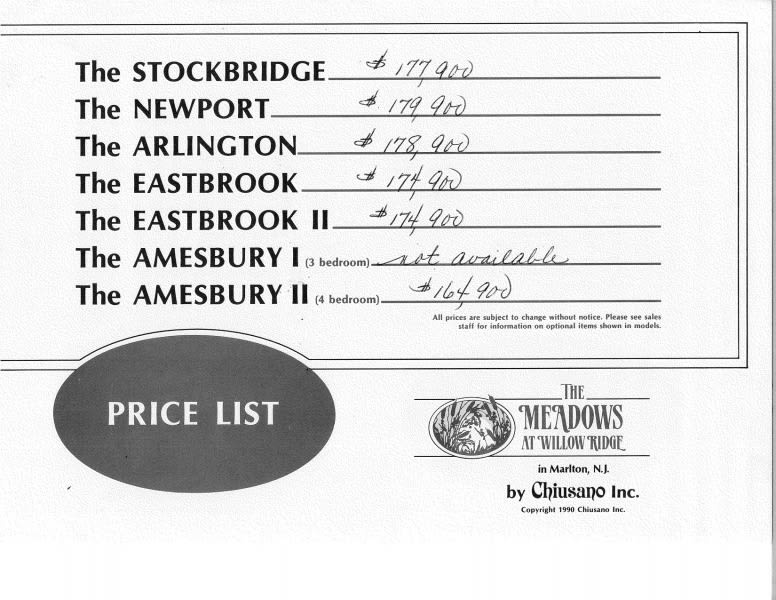 The STOCKBRIDGE $ 177,900
The NEWPORT $ 179,900
The ARLINGTON $ 178,900
The EASTBROOK $ 174,900
The EASTBROOK II $ 174,900
The AMESBURY I (3 bedroom) not available
The AMESBURY II (4 bedroom) $ 164,900
All prices are subject to change without notice. Please see sales
staff for information on optional items shown in models.
PRICE LIST
THE
MEADOWS
AT WILLOW RIDGE
in Marlton, N.J.
by Chiusano Inc.
Copyright 1990 Chiusano Inc.